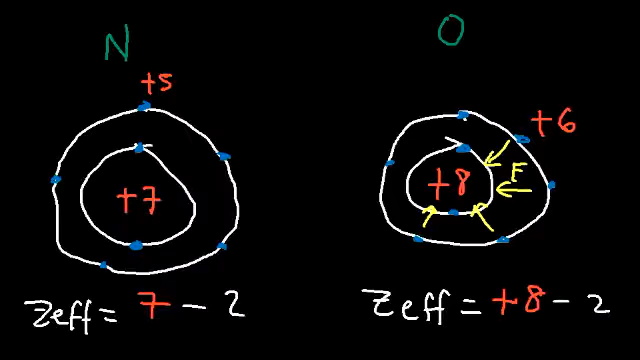 N
O
+5
+6
+7
+8
F
Zeff = 7 - 2
Zeff = +8 - 2